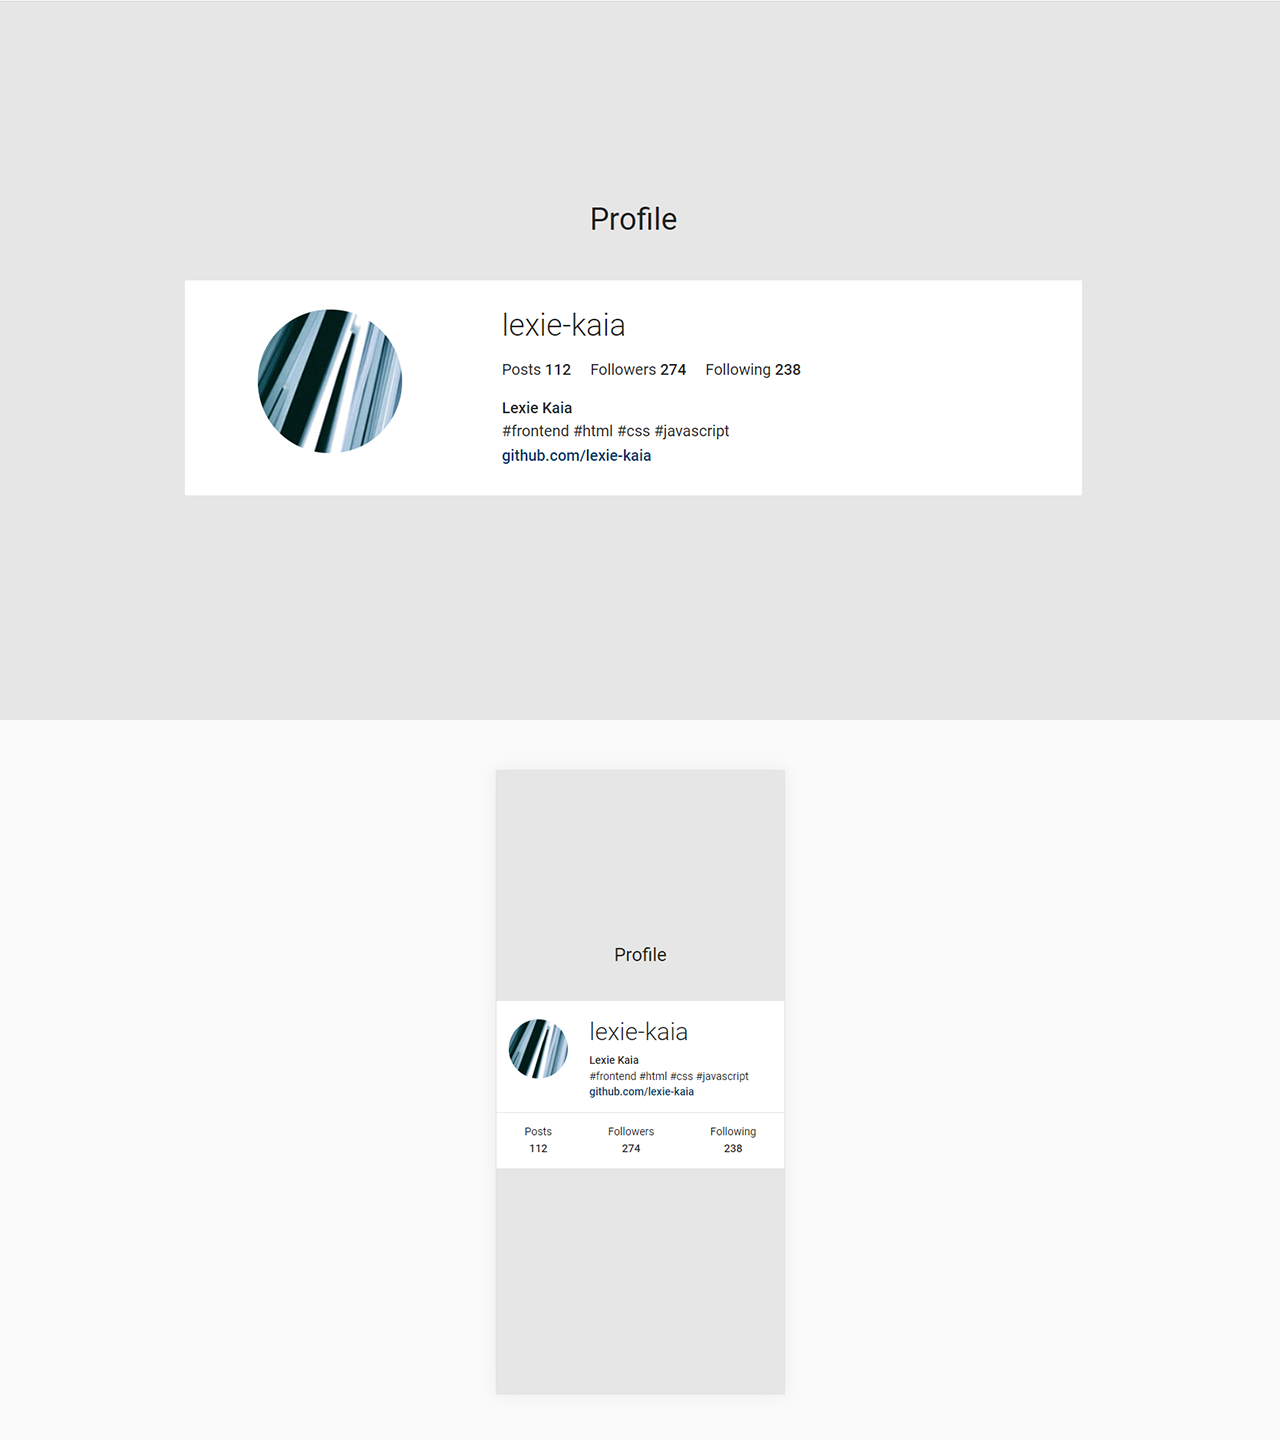 Profile
lexie-kaia
Posts 112 Followers 274 Following 238
Lexie Kaia
#frontend #html #css #javascript
github.com/lexie-kaia
Profile
lexie-kaia
Lexie Kaia
#frontend #html #css #javascript
github.com/lexie-kaia
Posts Followers Following
112 274 238